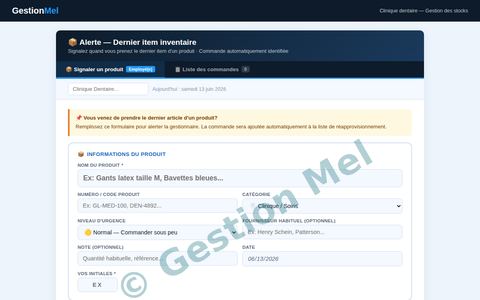 GestionMel
Clinique dentaire — Gestion des stocks
📦 Alerte — Dernier item inventaire
Signalez quand vous prenez le dernier item d'un produit · Commande automatiquement identifiée
📦 Signaler un produit Employé(e)
📋 Liste des commandes 0
Clinique Dentaire...
Aujourd'hui : samedi 13 juin 2026
📌 Vous venez de prendre le dernier article d'un produit?
Remplissez ce formulaire pour alerter la gestionnaire. La commande sera ajoutée automatiquement à la liste de réapprovisionnement.
📦 INFORMATIONS DU PRODUIT
NOM DU PRODUIT *
Ex: Gants latex taille M, Bavettes bleues...
NUMÉRO / CODE PRODUIT
CATÉGORIE
Ex: GL-MED-100, DEN-4892...
Clinique / Soins
NIVEAU D'URGENCE
FOURNISSEUR HABITUEL (OPTIONNEL)
🟡 Normal — Commander sous peu
Ex: Henry Schein, Patterson...
NOTE (OPTIONNEL)
DATE
Quantité habituelle, référence...
06/13/2026
VOS INITIALES *
EX
© Gestion Mel